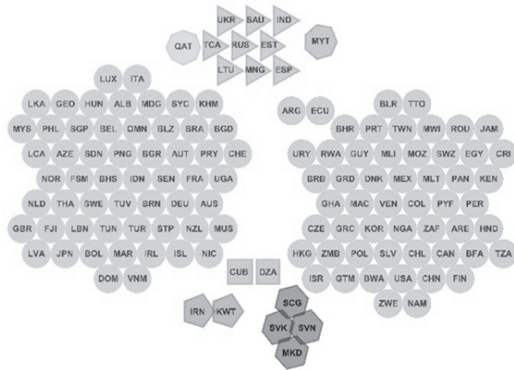 UKR SAU IND
QAT TCA RUS EST MYT
LTU MNG ESP
LUX ITA
LKA GEO HUN ALB MDG SYC KHM
MYS PHL SGP BEL OMN BLZ BRA BGD
LCA AZE SDN PNG BGR AUT PRY CHE
NOR FSM BHS IDN SEN FRA UGA
NLD THA SWE TUV BRN DEU AUS
GBR FJI LBN TUN TUR STP NZL MUS
LVA JPN BOL MAR IRL ISL NIC
DOM VNM
BLR TTO
ARG ECU
BHR PRT TWN MWI ROU JAM
URY RWA GUY MLI MOZ SWZ EGY CRI
BRB GRD DNK MEX MLT PAN KEN
GHA MAC VEN COL PYF PER
CZE GRC KOR NGA ZAF ARE HND
HKG ZMB POL SLV CHL CAN BFA TZA
ISR GTM BWA USA CHN FIN
ZWE NAM
CUB DZA
IRN KWT
SCG
SVK SVN
MKD